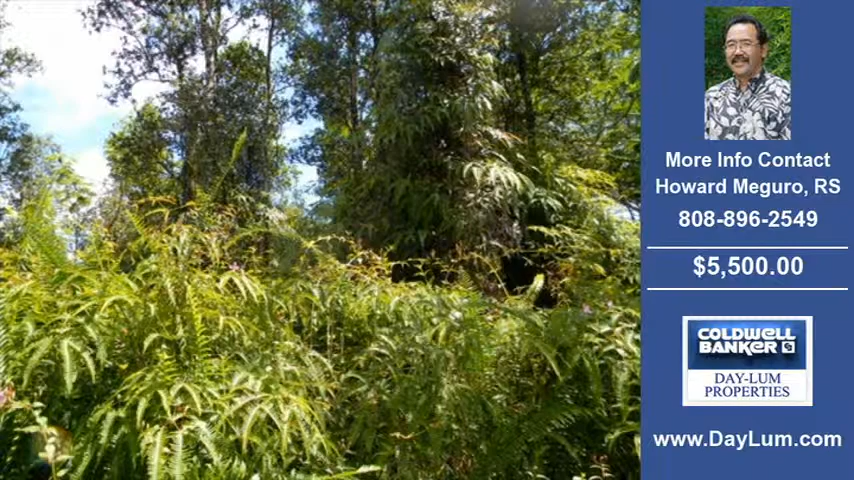 More Info Contact
Howard Meguro, RS
808-896-2549
$5,500.00
COLDWELL
BANKER
DAY-LUM
PROPERTIES
www.DayLum.com